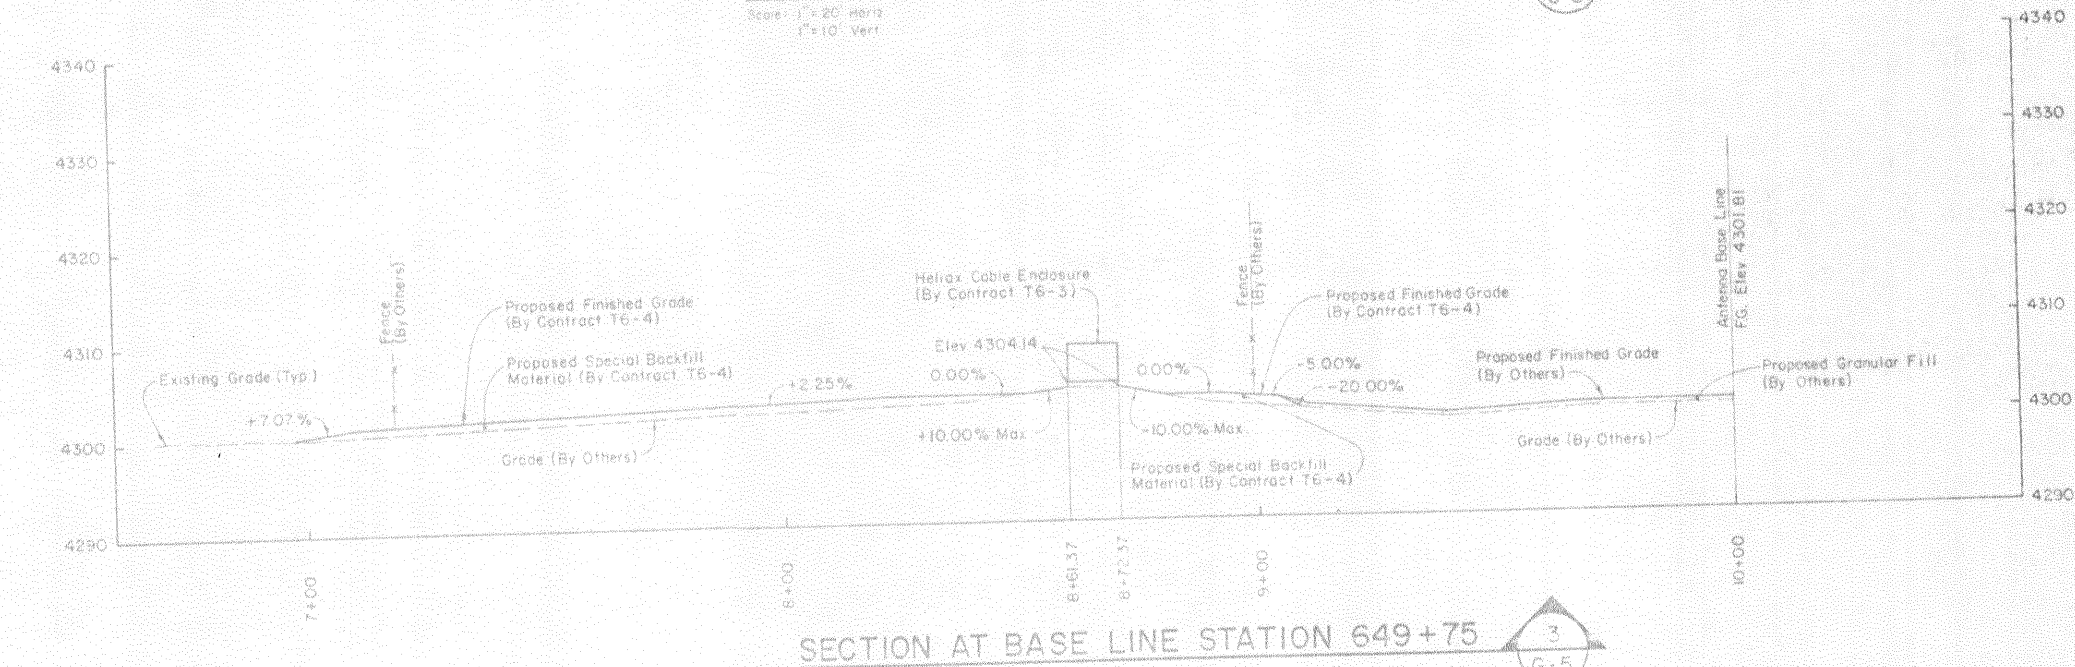 Scale: 1"=20' Horiz
1"=10' Vert
4340
4330
4320
4310
4300
4290
4340
4330
4320
4310
4300
4290
Existing Grade (Typ.)
+7.07%
Fence
(By Others)
Proposed Finished Grade
(By Contract T6-4)
Proposed Special Backfill
Material (By Contract T6-4)
Grade (By Others)
+2.25%
Heliax Cable Enclosure
(By Contract T6-3)
Elev 4304.14
0.00%
+10.00% Max
0.00%
-10.00% Max.
Fence
(By Others)
Proposed Finished Grade
(By Contract T6-4)
-5.00%
-20.00%
Proposed Special Backfill
Material (By Contract T6-4)
Proposed Finished Grade
(By Others)
Grade (By Others)
Antenna Base Line
F.G. Elev 4301.81
Proposed Granular Fill
(By Others)
7+00
8+00
8+61.37
8+72.37
9+00
10+00
SECTION AT BASE LINE STATION 649+75
3
G-5